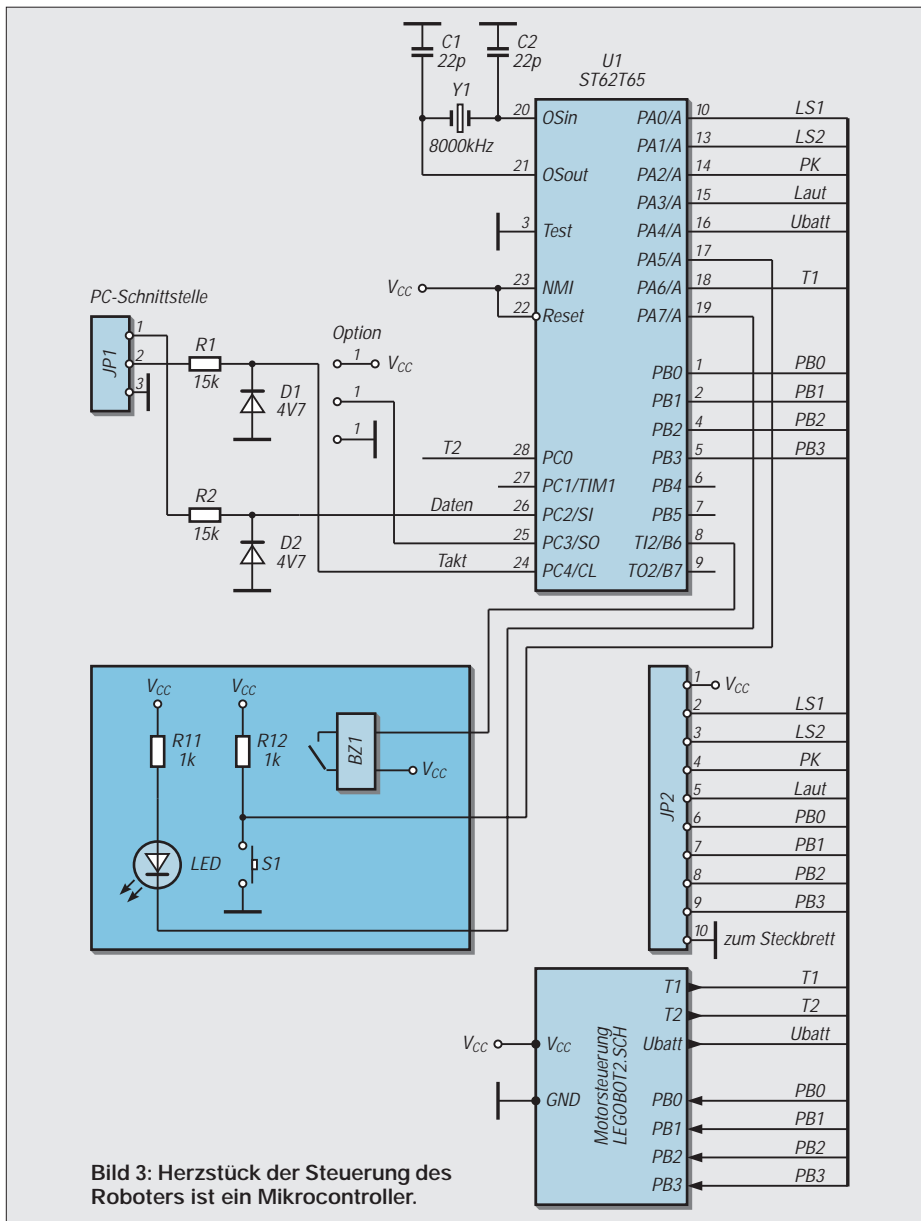 C1
22p
C2
22p
Y1
8000kHz
U1
ST62T65
20 OSin PA0/A 10 LS1
PA1/A 13 LS2
21 OSout PA2/A 14 PK
PA3/A 15 Laut
3 Test PA4/A 16 Ubatt
PA5/A 17
VCC 23 NMI PA6/A 18 T1
22 Reset PA7/A 19
PB0 1 PB0
PB1 2 PB1
PB2 4 PB2
T2 28 PC0 PB3 5 PB3
27 PC1/TIM1 PB4 6
Daten 26 PC2/SI PB5 7
25 PC3/SO TI2/B6 8
Takt 24 PC4/CL TO2/B7 9
PC-Schnittstelle
JP1
1
2
3
R1
15k
D1
4V7
R2
15k
D2
4V7
Option
1 VCC
1
1
VCC
R11
1k
LED
VCC
R12
1k
S1
BZ1
VCC
JP2
1 VCC
2 LS1
3 LS2
4 PK
5 Laut
6 PB0
7 PB1
8 PB2
9 PB3
10 zum Steckbrett
Motorsteuerung
LEGOBOT2.SCH
T1 T1
T2 T2
VCC VCC Ubatt Ubatt
GND PB0 PB0
PB1 PB1
PB2 PB2
PB3 PB3
Bild 3: Herzstück der Steuerung des
Roboters ist ein Mikrocontroller.